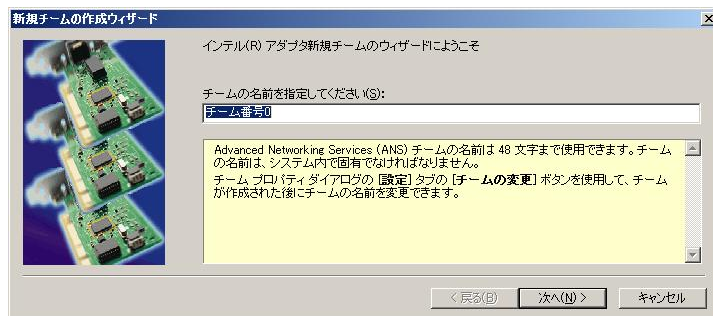 新規チームの作成ウィザード
インテル(R) アダプタ新規チームのウィザードにようこそ
チームの名前を指定してください(S):
チーム番号0
Advanced Networking Services (ANS) チームの名前は 48 文字まで使用できます。チーム
の名前は、システム内で固有でなければなりません。
チーム プロパティ ダイアログの [設定] タブの [チームの変更] ボタンを使用して、チーム
が作成された後にチームの名前を変更できます。
< 戻る(B)
次へ(N) >
キャンセル